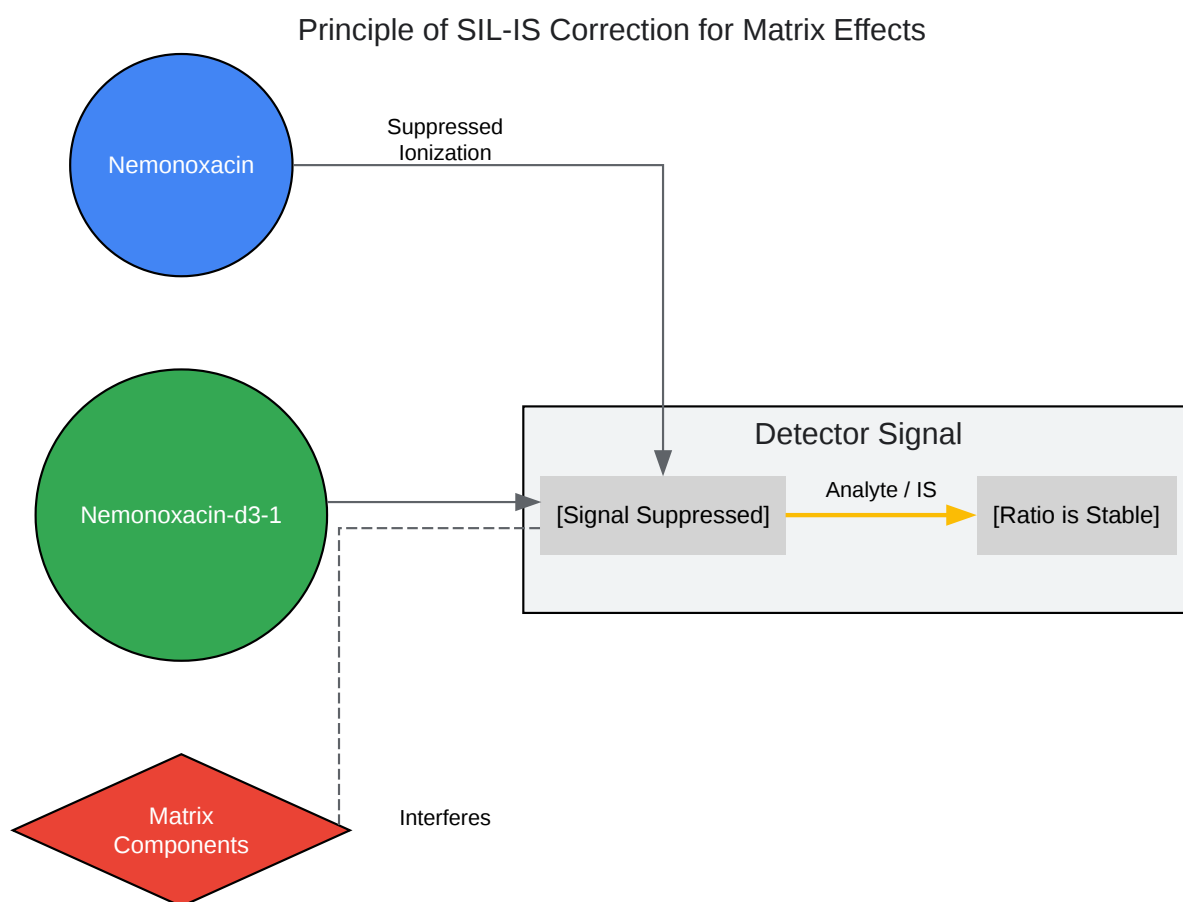 Principle of SIL-IS Correction for Matrix Effects
Suppressed
Ionization
Nemonoxacin
Detector Signal
Analyte / IS
Nemonoxacin-d3-1
[Signal Suppressed]
[Ratio is Stable]
Matrix
Components
Interferes